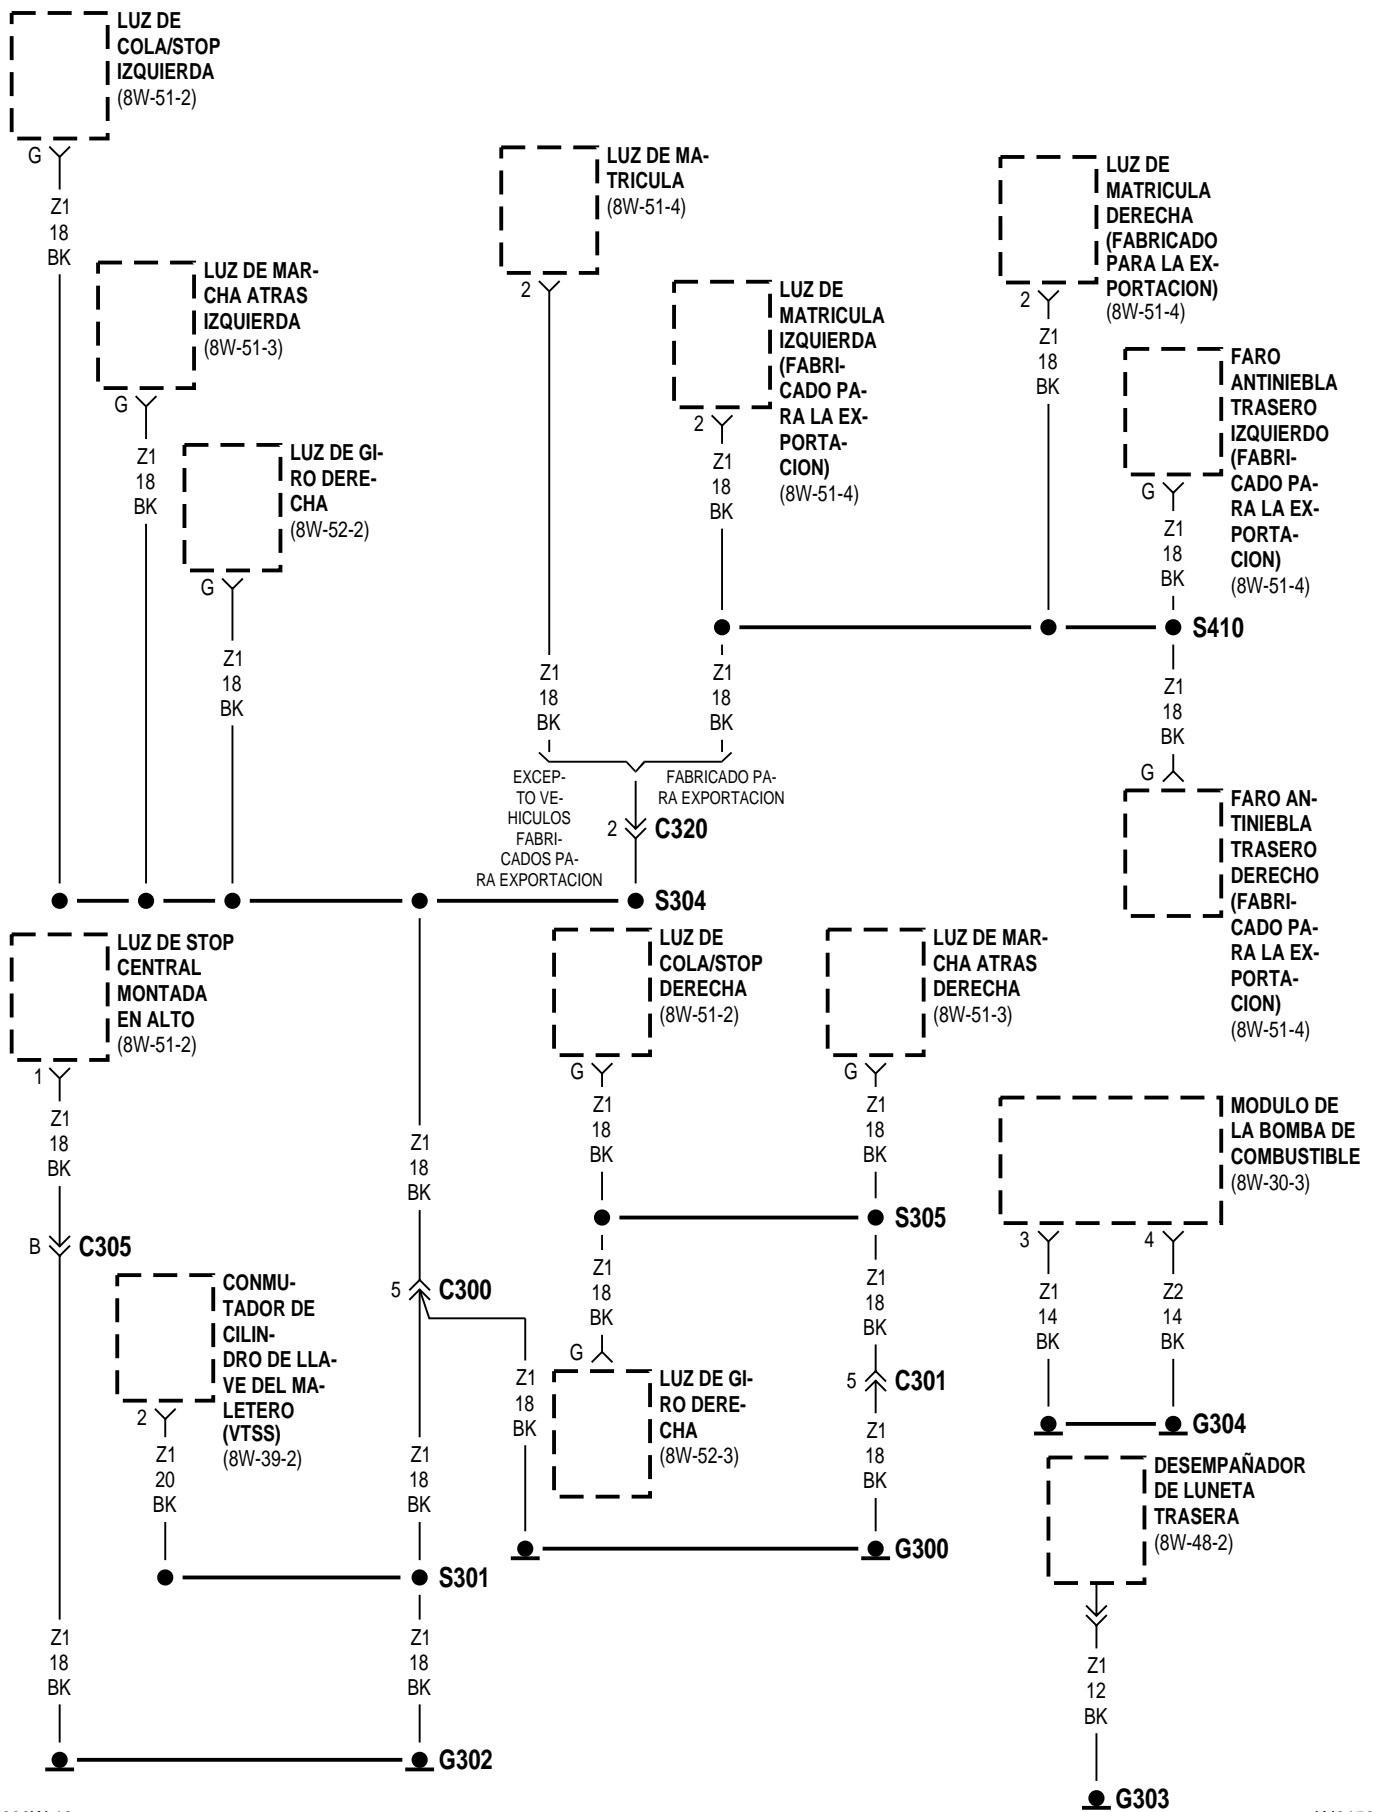 LUZ DE
COLA/STOP
IZQUIERDA
(8W-51-2)
G
Z1
18
BK
LUZ DE MAR-
CHA ATRAS
IZQUIERDA
(8W-51-3)
G
Z1
18
BK
LUZ DE GI-
RO DERE-
CHA
(8W-52-2)
G
Z1
18
BK
LUZ DE MA-
TRICULA
(8W-51-4)
2
Z1
18
BK
LUZ DE
MATRICULA
IZQUIERDA
(FABRI-
CADO PA-
RA LA EX-
PORTA-
CION)
(8W-51-4)
2
Z1
18
BK
LUZ DE
MATRICULA
DERECHA
(FABRICADO
PARA LA EX-
PORTACION)
(8W-51-4)
2
Z1
18
BK
FARO
ANTINIEBLA
TRASERO
IZQUIERDO
(FABRI-
CADO PA-
RA LA EX-
PORTA-
CION)
(8W-51-4)
G
Z1
18
BK
S410
Z1
18
BK
Z1
18
BK
G
FARO AN-
TINIEBLA
TRASERO
DERECHO
(FABRI-
CADO PA-
RA LA EX-
PORTA-
CION)
(8W-51-4)
EXCEP-
TO VE-
HICULOS
FABRI-
CADOS PA-
RA EXPORTACION
FABRICADO PA-
RA EXPORTACION
2
C320
S304
LUZ DE STOP
CENTRAL
MONTADA
EN ALTO
(8W-51-2)
1
Z1
18
BK
B
C305
Z1
18
BK
5
C300
CONMU-
TADOR DE
CILIN-
DRO DE LLA-
VE DEL MA-
LETERO
(VTSS)
(8W-39-2)
2
Z1
20
BK
Z1
18
BK
Z1
18
BK
S301
Z1
18
BK
Z1
18
BK
G302
LUZ DE
COLA/STOP
DERECHA
(8W-51-2)
G
Z1
18
BK
LUZ DE MAR-
CHA ATRAS
DERECHA
(8W-51-3)
G
Z1
18
BK
S305
Z1
18
BK
G
LUZ DE GI-
RO DERE-
CHA
(8W-52-3)
Z1
18
BK
5
C301
Z1
18
BK
G300
MODULO DE
LA BOMBA DE
COMBUSTIBLE
(8W-30-3)
3
4
Z1
14
BK
Z2
14
BK
G304
DESEMPAÑADOR
DE LUNETA
TRASERA
(8W-48-2)
Z1
12
BK
G303